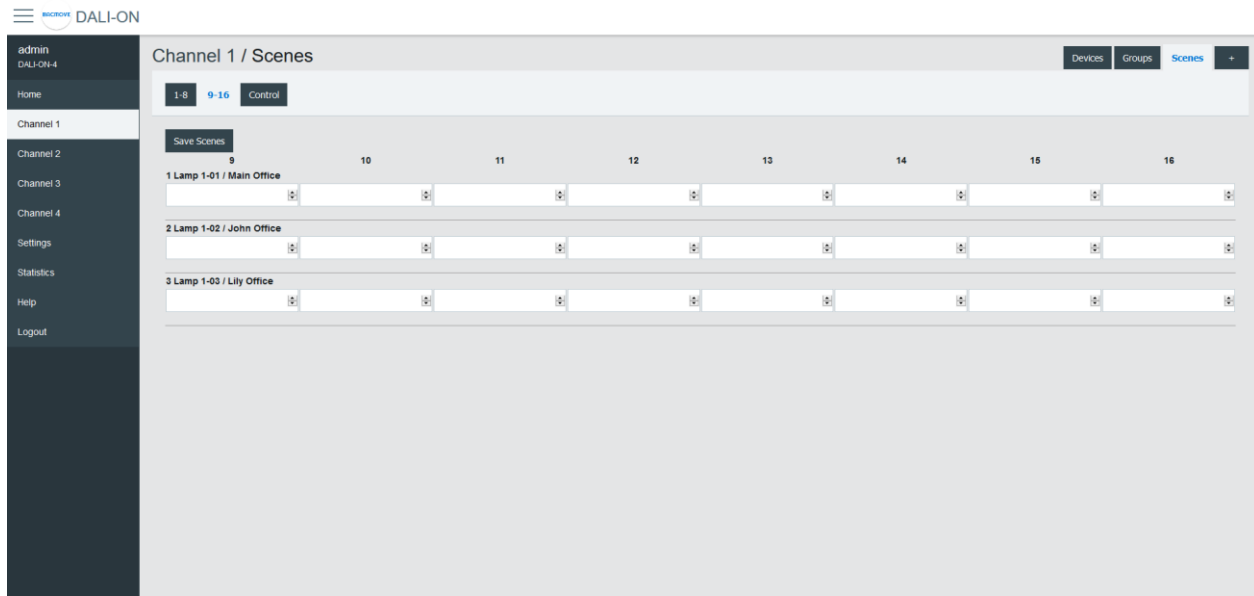 DALI-ON
admin
DALI-ON-4
Home
Channel 1
Channel 2
Channel 3
Channel 4
Settings
Statistics
Help
Logout
Channel 1 / Scenes
Devices Groups Scenes +
1-8 9-16 Control
Save Scenes
9 10 11 12 13 14 15 16
1 Lamp 1-01 / Main Office
2 Lamp 1-02 / John Office
3 Lamp 1-03 / Lily Office